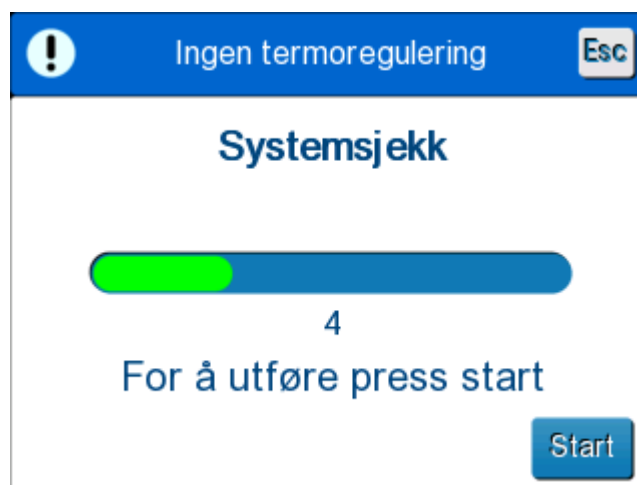 !
Ingen termoregulering
Esc
Systemsjekk
4
For å utføre press start
Start